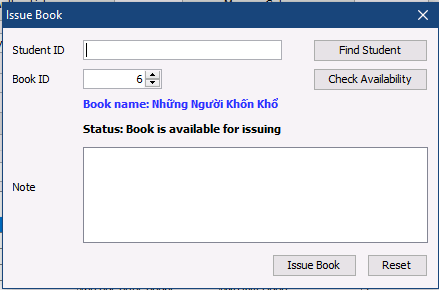 Issue Book
Student ID
Find Student
Book ID
6
Check Availability
Book name: Những Người Khốn Khổ
Status: Book is available for issuing
Note
Issue Book
Reset